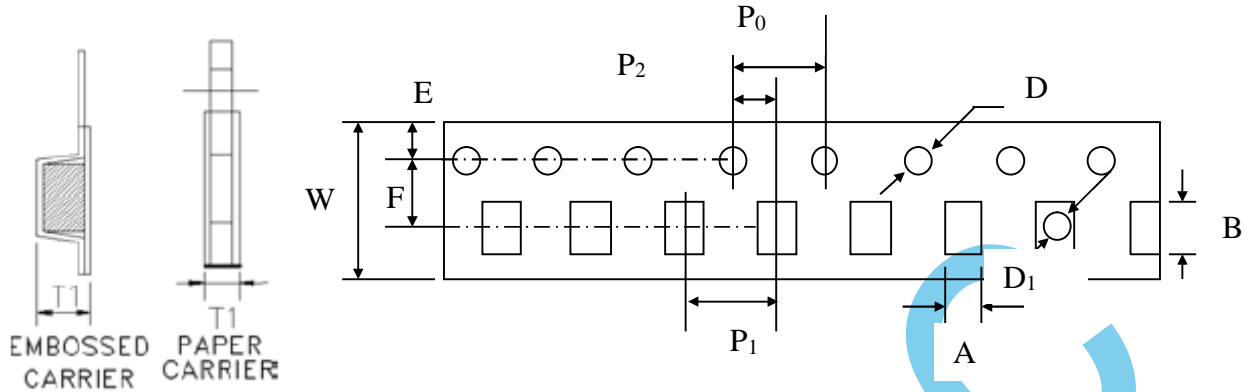 P0
P2
E
D
W
F
B
T1
T1
D1
EMBOSSED
CARRIER
PAPER
CARRIER
P1
A